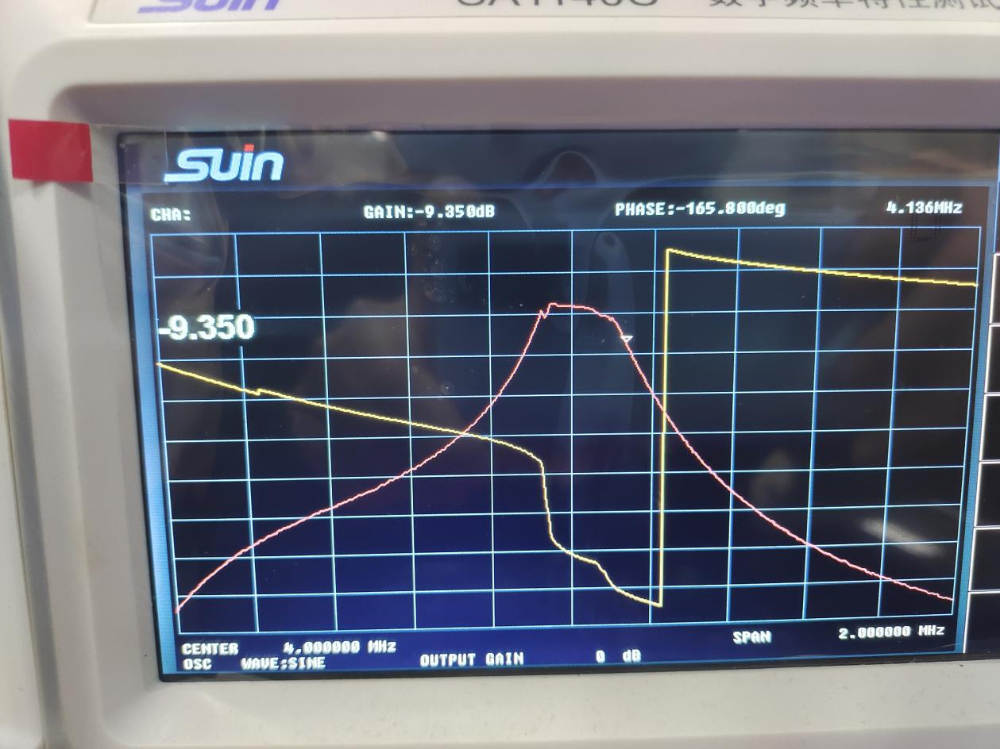 Suin
Suin
CHA: GAIN:-9.350dB PHASE:-165.800deg 4.136MHz
-9.350
CENTER 4.000000 MHz SPAN 2.000000 MHz
OSC WAVE:SINE OUTPUT GAIN 0 dB